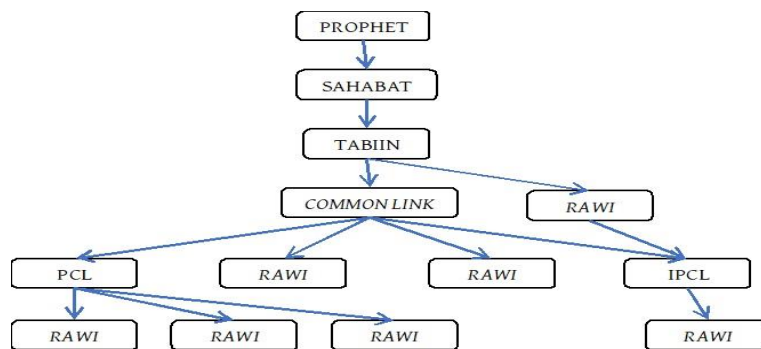 PROPHET
SAHABAT
TABIIN
COMMON LINK
RAWI
PCL
RAWI
RAWI
IPCL
RAWI
RAWI
RAWI
RAWI